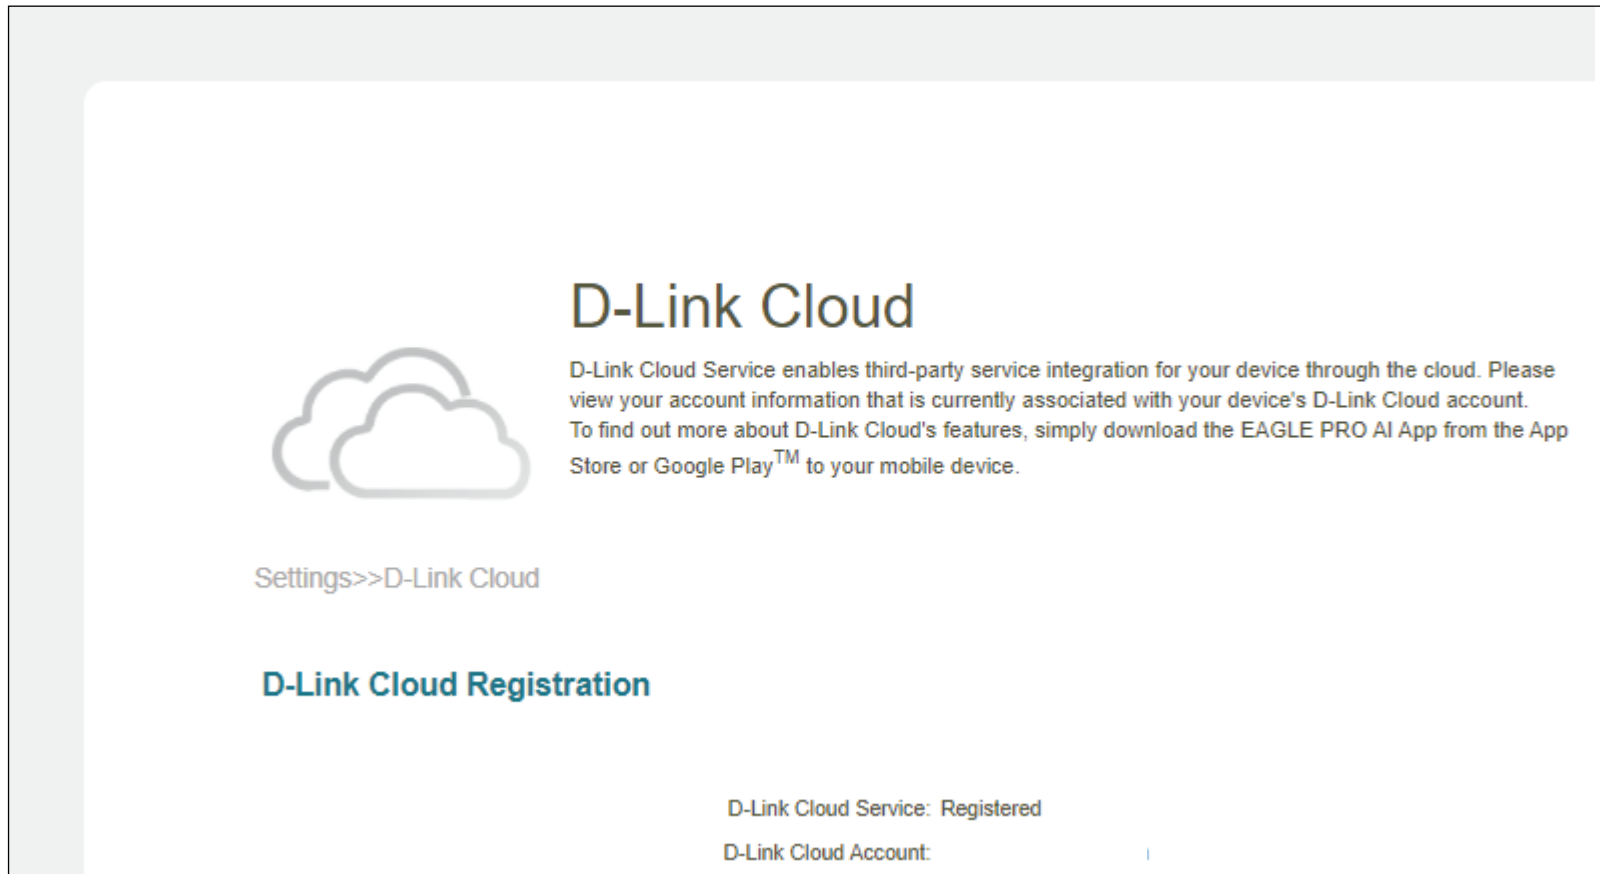 D-Link Cloud
D-Link Cloud Service enables third-party service integration for your device through the cloud. Please
view your account information that is currently associated with your device's D-Link Cloud account.
To find out more about D-Link Cloud's features, simply download the EAGLE PRO AI App from the App
Store or Google Play™ to your mobile device.
Settings>>D-Link Cloud
D-Link Cloud Registration
D-Link Cloud Service: Registered
D-Link Cloud Account: